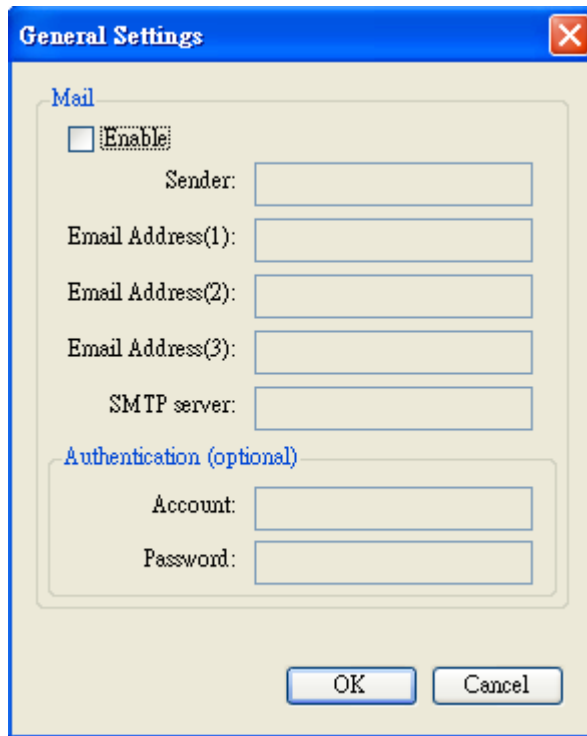 General Settings
Mail
Enable
Sender:
Email Address(1):
Email Address(2):
Email Address(3):
SMTP server:
Authentication (optional)
Account:
Password:
OK Cancel